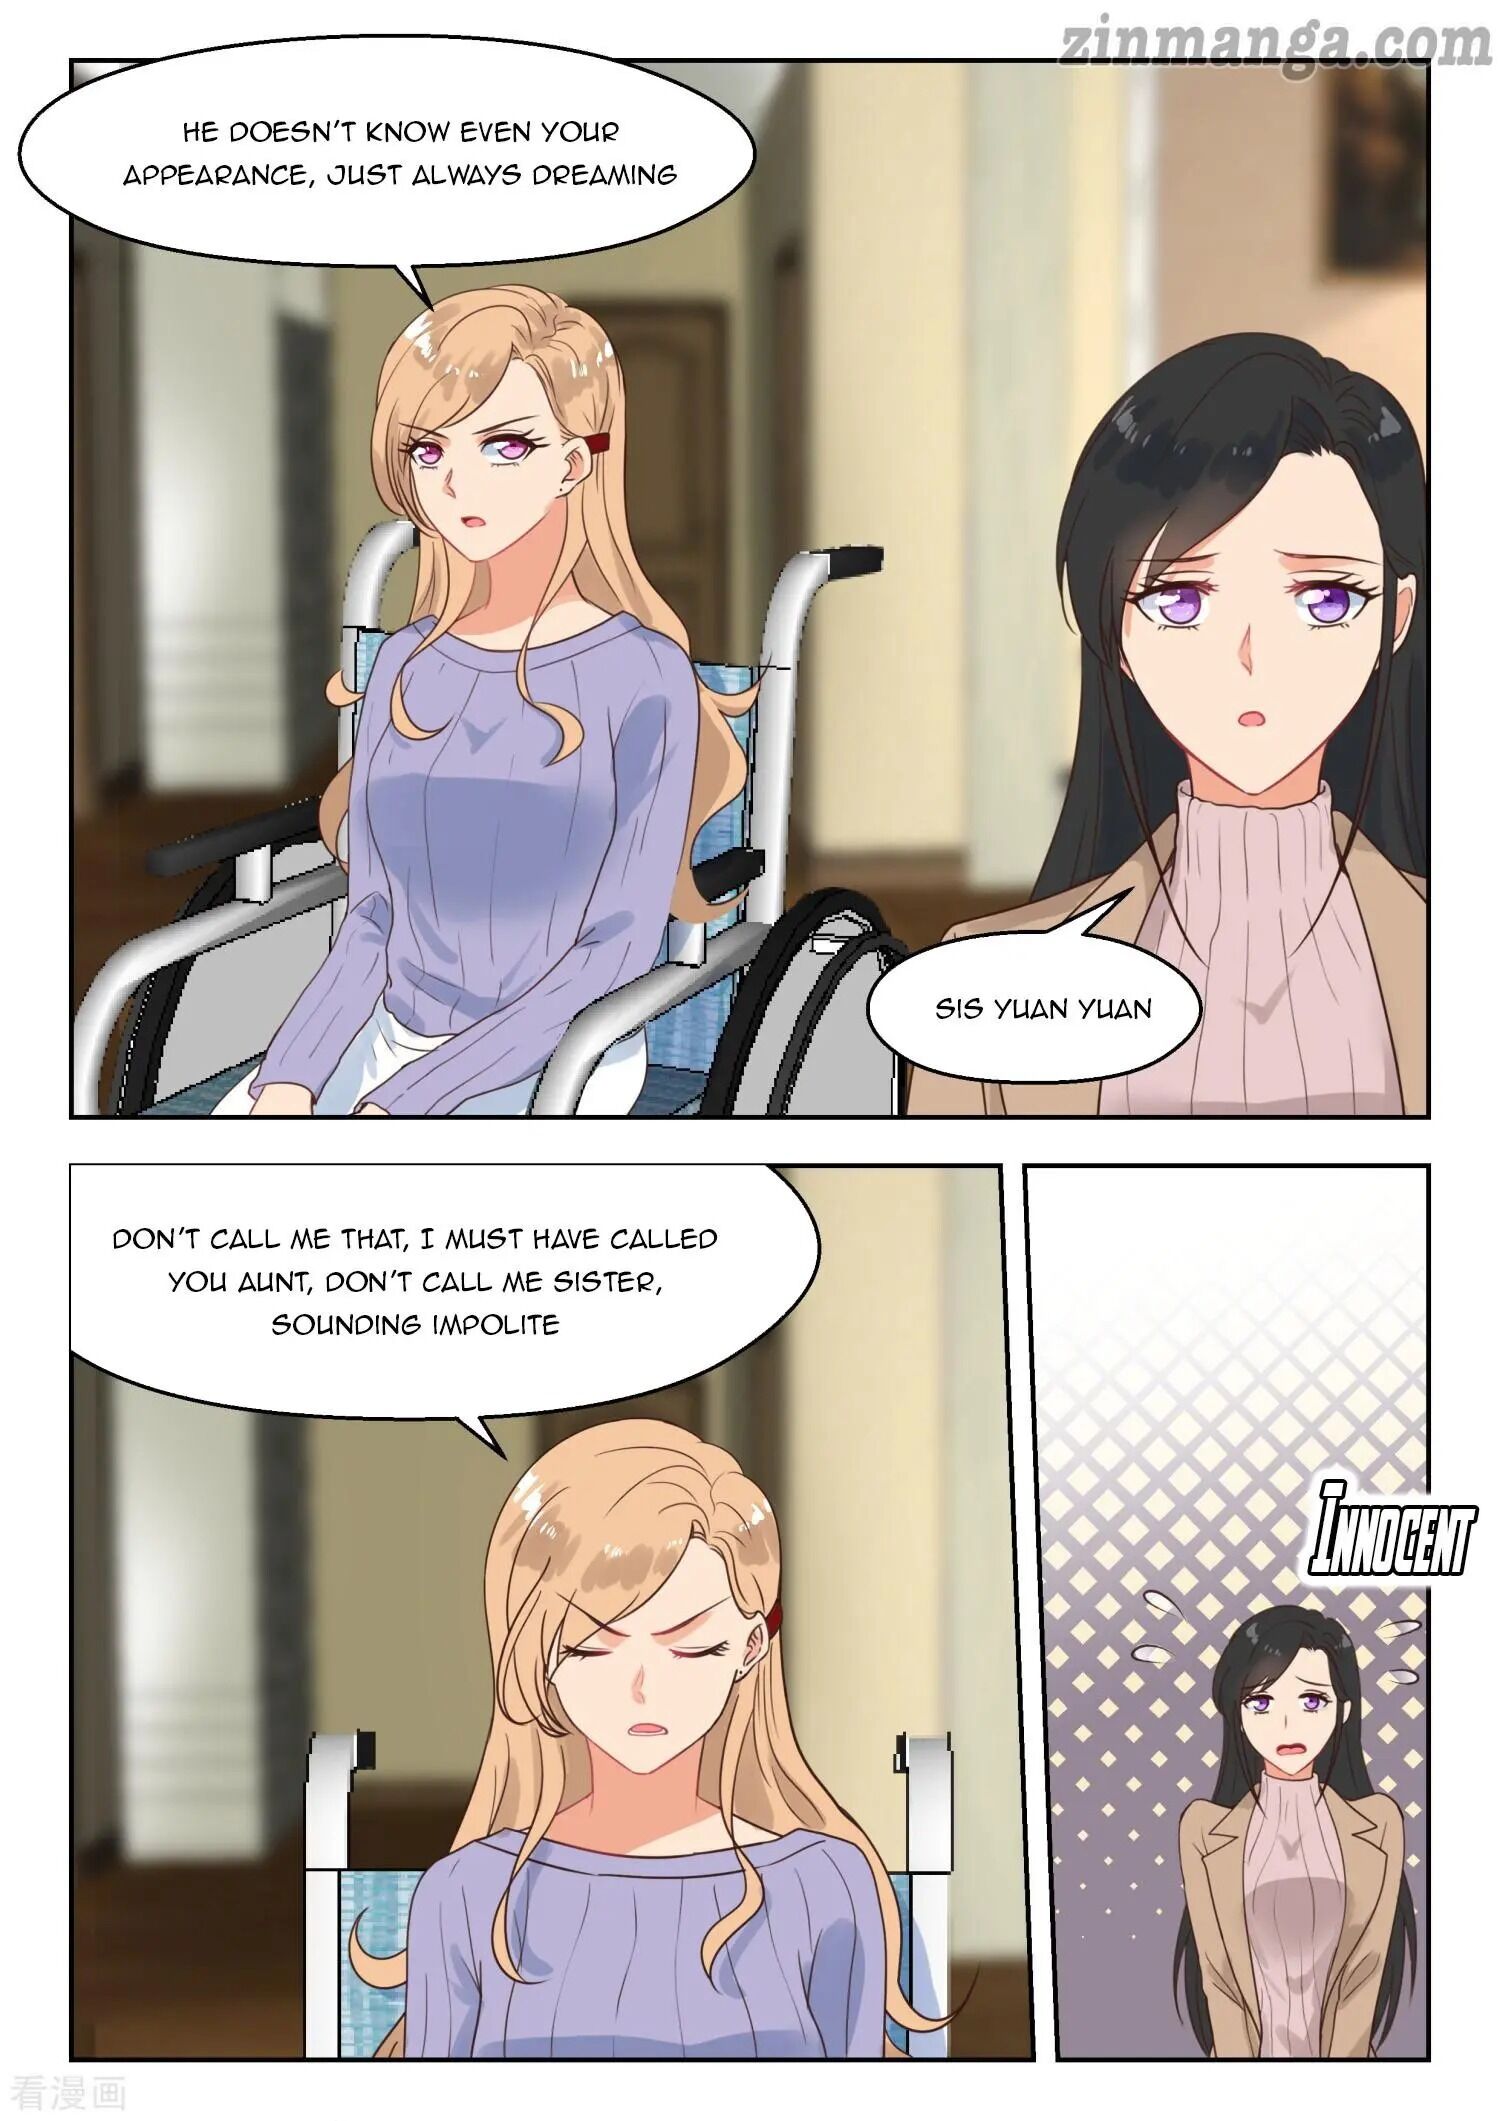 zinmanga.com
HE DOESN'T KNOW EVEN YOUR
APPEARANCE, JUST ALWAYS DREAMING
SIS YUAN YUAN
DON'T CALL ME THAT, I MUST HAVE CALLED
YOU AUNT, DON'T CALL ME SISTER,
SOUNDING IMPOLITE
INNOCENT
看漫画